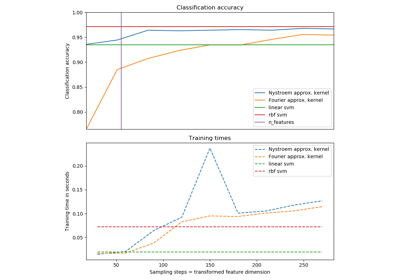 Classification accuracy
1.00
0.95
0.90
0.85
0.80
Classification accuracy
Nystroem approx. kernel
Fourier approx. kernel
linear svm
rbf svm
n_features
Training times
0.20
0.15
0.10
0.05
Training time in seconds
Nystroem approx. kernel
Fourier approx. kernel
linear svm
rbf svm
50 100 150 200 250
Sampling steps = transformed feature dimension